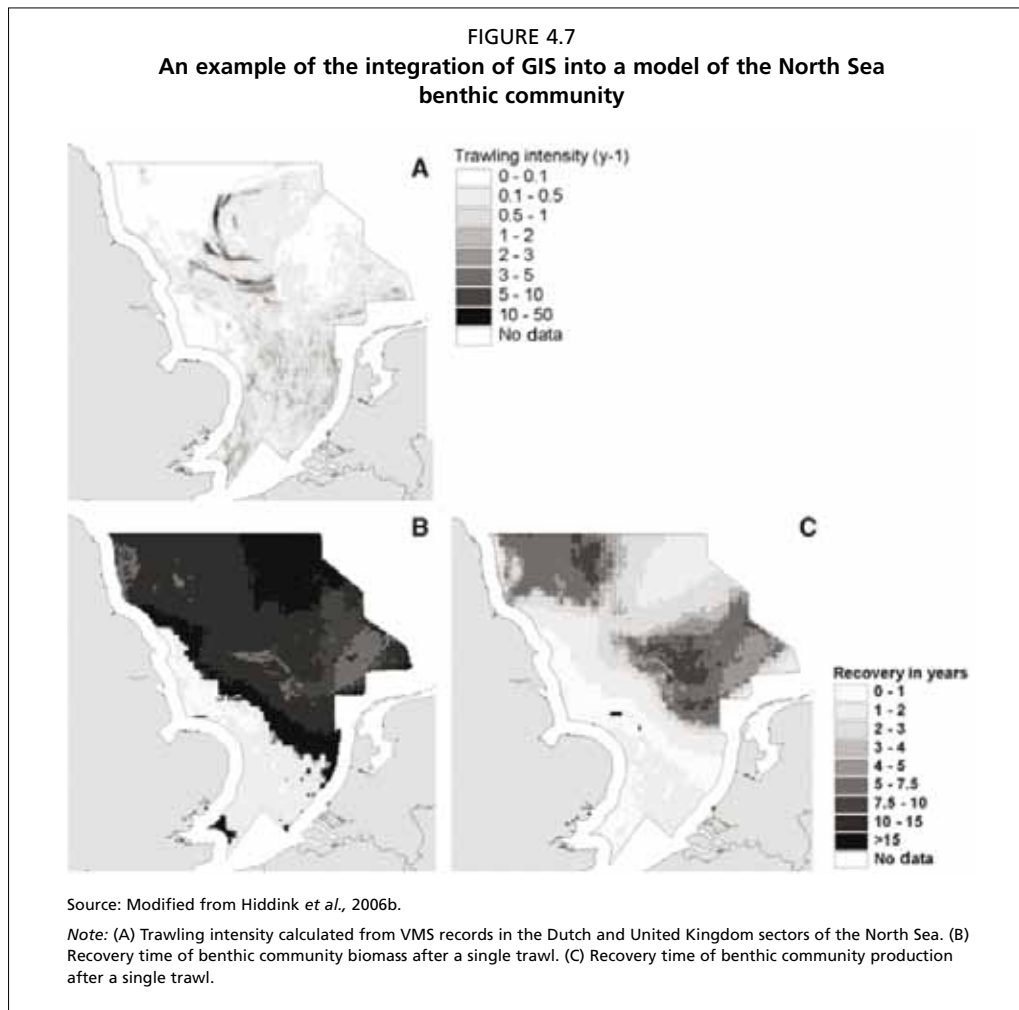 FIGURE 4.7
An example of the integration of GIS into a model of the North Sea
benthic community
A
Trawling intensity (y-1)
0 - 0.1
0.1 - 0.5
0.5 - 1
1 - 2
2 - 3
3 - 5
5 - 10
10 - 50
No data
B
C
Recovery in years
0 - 1
1 - 2
2 - 3
3 - 4
4 - 5
5 - 7.5
7.5 - 10
10 - 15
>15
No data
Source: Modified from Hiddink et al., 2006b.
Note: (A) Trawling intensity calculated from VMS records in the Dutch and United Kingdom sectors of the North Sea. (B)
Recovery time of benthic community biomass after a single trawl. (C) Recovery time of benthic community production
after a single trawl.